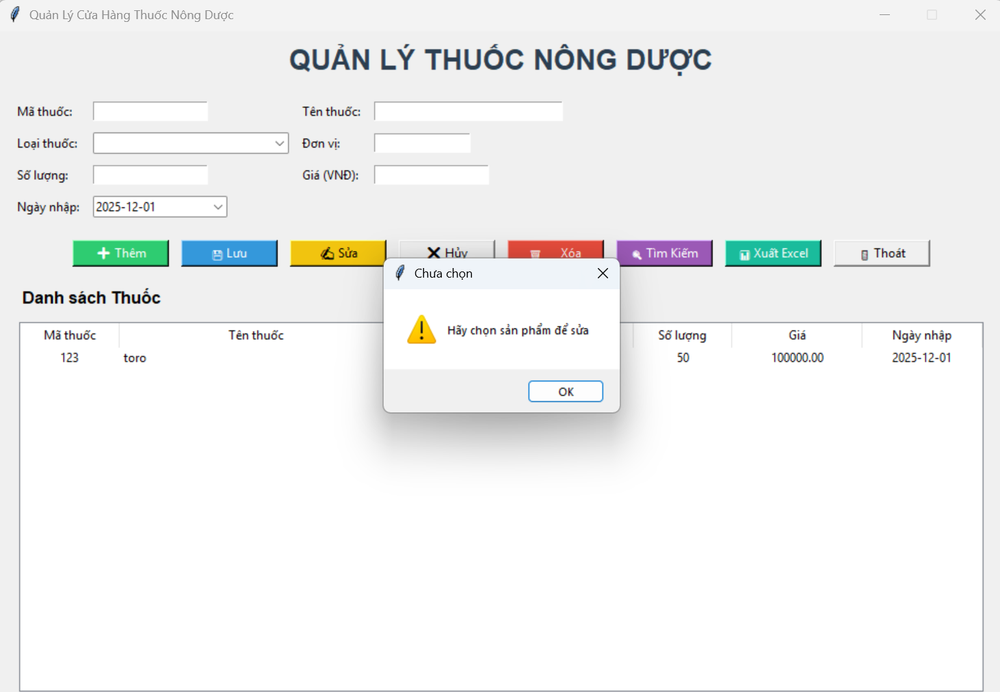 Quản Lý Cửa Hàng Thuốc Nông Dược
QUẢN LÝ THUỐC NÔNG DƯỢC
Mã thuốc:
Tên thuốc:
Loại thuốc:
Đơn vị:
Số lượng:
Giá (VNĐ):
Ngày nhập: 2025-12-01
Thêm Lưu Sửa Hủy Xóa Tìm Kiếm Xuất Excel Thoát
Chưa chọn
Hãy chọn sản phẩm để sửa
OK
Danh sách Thuốc
Mã thuốc Tên thuốc Số lượng Giá Ngày nhập
123 toro 50 100000.00 2025-12-01